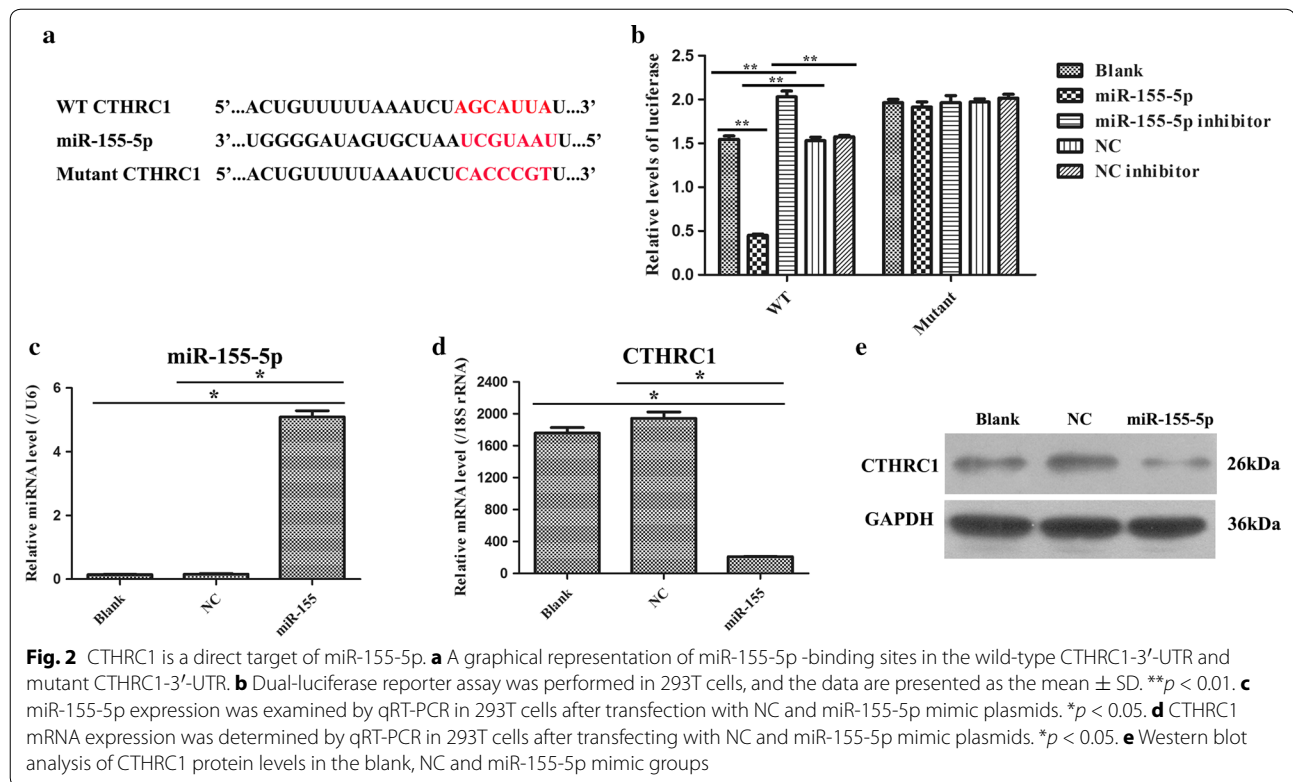 a
WT CTHRC1 5’...ACUGUUUUUAAAUCUAGCAUUAU...3’
miR-155-5p 3’...UGGGGAUAGUGCUAAUCGUAAUU...5’
Mutant CTHRC1 5’...ACUGUUUUUAAAUCUCACCCGTU...3’
b
Relative levels of luciferase
2.5
2.0
1.5
1.0
0.5
0.0
**
**
**
**
WT
Mutant
Blank
miR-155-5p
miR-155-5p inhibitor
NC
NC inhibitor
c
miR-155-5p
Relative miRNA level (/ U6)
6
4
2
0
*
*
Blank
NC
miR-155
d
CTHRC1
Relative mRNA level (/18S rRNA)
2400
2000
1600
1200
800
400
0
*
*
Blank
NC
miR-155
e
Blank NC miR-155-5p
CTHRC1 26kDa
GAPDH 36kDa
Fig. 2 CTHRC1 is a direct target of miR-155-5p. a A graphical representation of miR-155-5p -binding sites in the wild-type CTHRC1-3′-UTR and
mutant CTHRC1-3′-UTR. b Dual-luciferase reporter assay was performed in 293T cells, and the data are presented as the mean ± SD. **p < 0.01. c
miR-155-5p expression was examined by qRT-PCR in 293T cells after transfection with NC and miR-155-5p mimic plasmids. *p < 0.05. d CTHRC1
mRNA expression was determined by qRT-PCR in 293T cells after transfecting with NC and miR-155-5p mimic plasmids. *p < 0.05. e Western blot
analysis of CTHRC1 protein levels in the blank, NC and miR-155-5p mimic groups